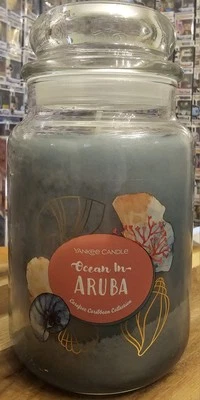 YANKEE CANDLE
Ocean In
ARUBA
Carefree Caribbean Collection